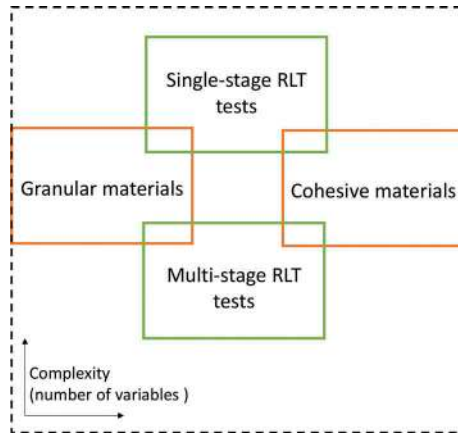 Single-stage RLT
tests
Granular materials
Cohesive materials
Multi-stage RLT
tests
Complexity
(number of variables )